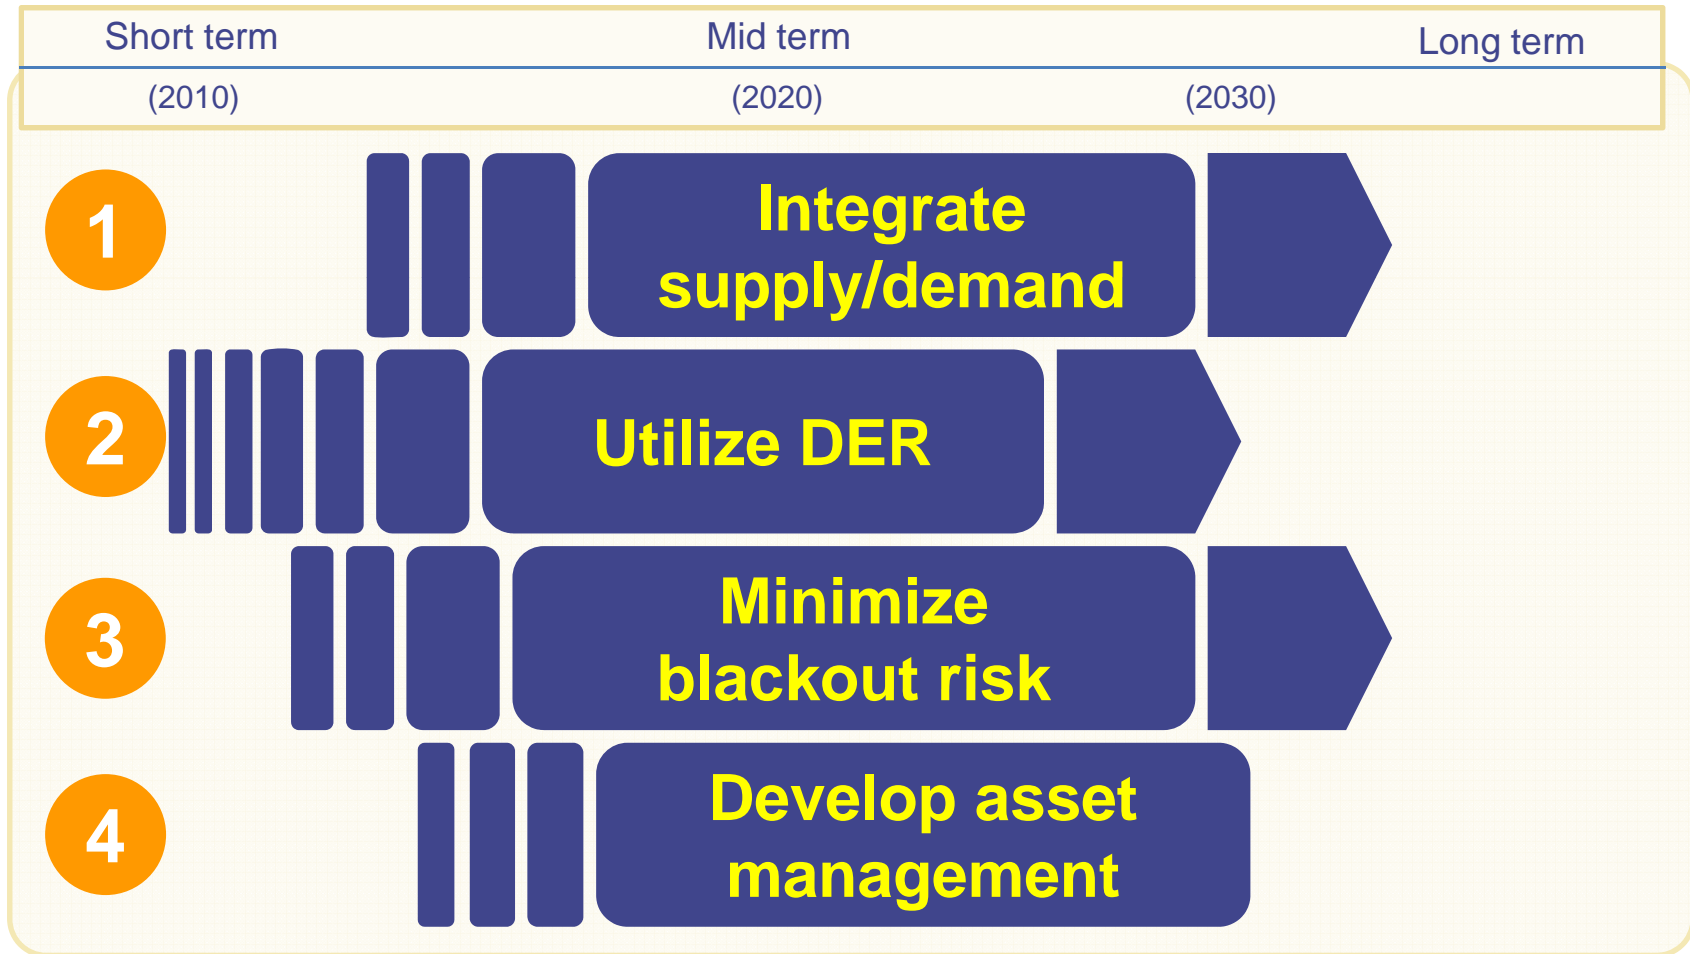 Short term Mid term Long term
(2010) (2020) (2030)
1
Integrate
supply/demand
2
Utilize DER
3
Minimize
blackout risk
4
Develop asset
management